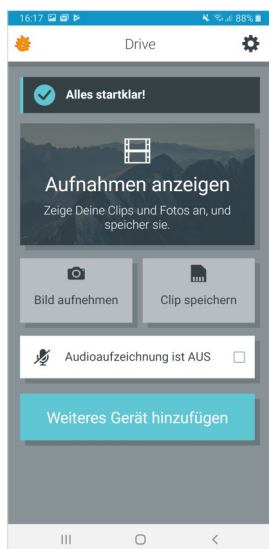 16:17 88%
Drive
Alles startklar!
Aufnahmen anzeigen
Zeige Deine Clips und Fotos an, und
speicher sie.
Bild aufnehmen
Clip speichern
Audioaufzeichnung ist AUS
Weiteres Gerät hinzufügen